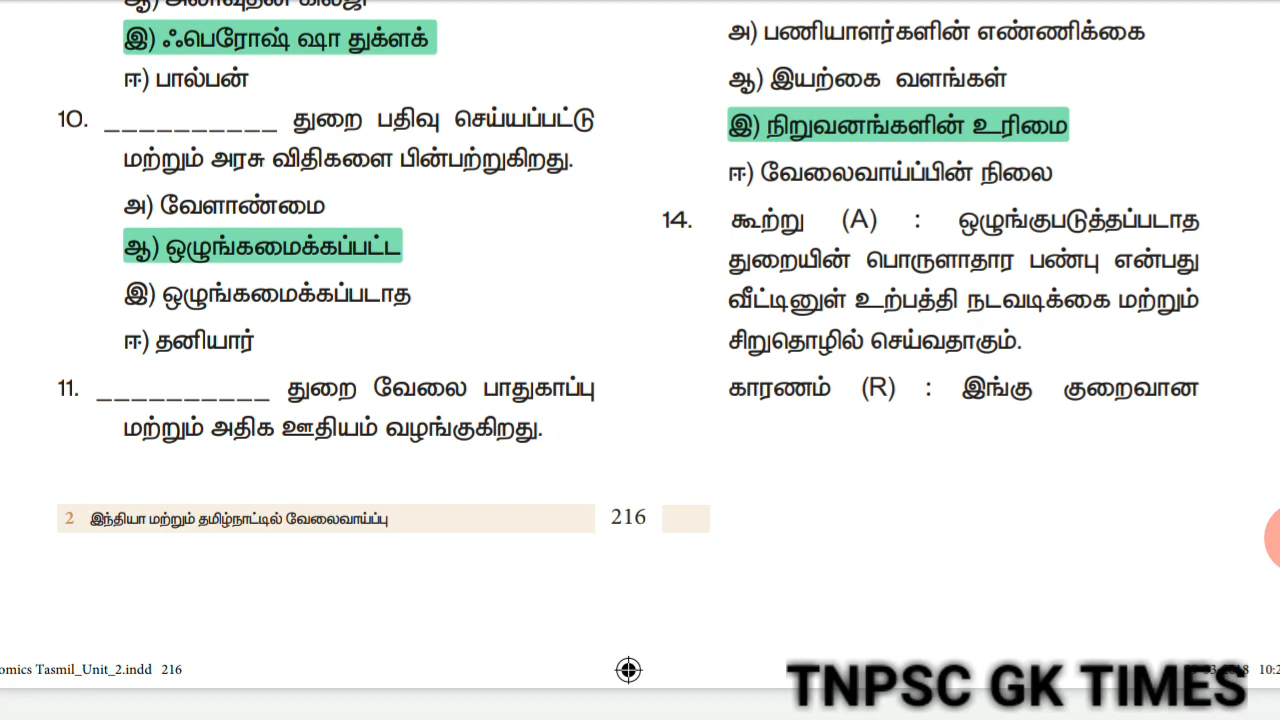 இ) ஃபெரோஷ் ஷா துக்ளக்
ஈ) பால்பன்
10. __________ துறை பதிவு செய்யப்பட்டு
மற்றும் அரசு விதிகளை பின்பற்றுகிறது.
அ) வேளாண்மை
ஆ) ஒழுங்கமைக்கப்பட்ட
இ) ஒழுங்கமைக்கப்படாத
ஈ) தனியார்
11. __________ துறை வேலை பாதுகாப்பு
மற்றும் அதிக ஊதியம் வழங்குகிறது.
அ) பணியாளர்களின் எண்ணிக்கை
ஆ) இயற்கை வளங்கள்
இ) நிறுவனங்களின் உரிமை
ஈ) வேலைவாய்ப்பின் நிலை
14. கூற்று (A) : ஒழுங்குபடுத்தப்படாத
துறையின் பொருளாதார பண்பு என்பது
வீட்டினுள் உற்பத்தி நடவடிக்கை மற்றும்
சிறுதொழில் செய்வதாகும்.
காரணம் (R) : இங்கு குறைவான
2 இந்தியா மற்றும் தமிழ்நாட்டில் வேலைவாய்ப்பு
216
omics Tasmil_Unit_2.indd 216
TNPSC GK TIMES